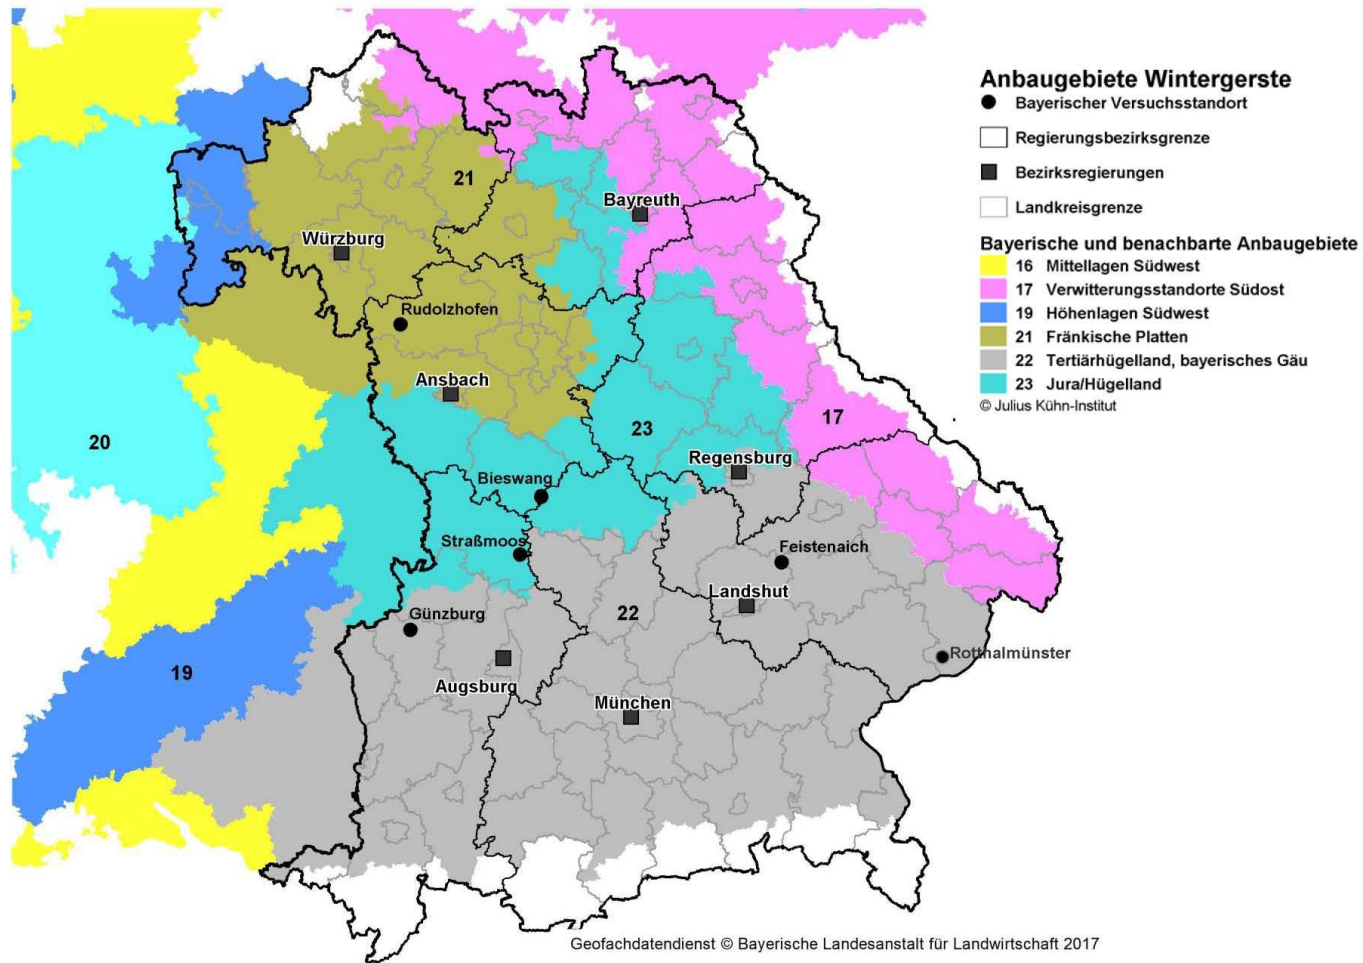 Anbaugebiete Wintergerste
Bayerischer Versuchsstandort
Regierungsbezirksgrenze
Bezirksregierungen
Landkreisgrenze
Bayerische und benachbarte Anbaugebiete
16 Mittellagen Südwest
17 Verwitterungsstandorte Südost
19 Höhenlagen Südwest
21 Fränkische Platten
22 Tertiärhügelland, bayerisches Gäu
23 Jura/Hügelland
© Julius Kühn-Institut
21
Bayreuth
Würzburg
Rudolzhofen
Ansbach
17
23
20
Regensburg
Bieswang
Straßmoos
Feistenaich
Landshut
22
Günzburg
Rotthalmünster
19
Augsburg
München
Geofachdatendienst © Bayerische Landesanstalt für Landwirtschaft 2017